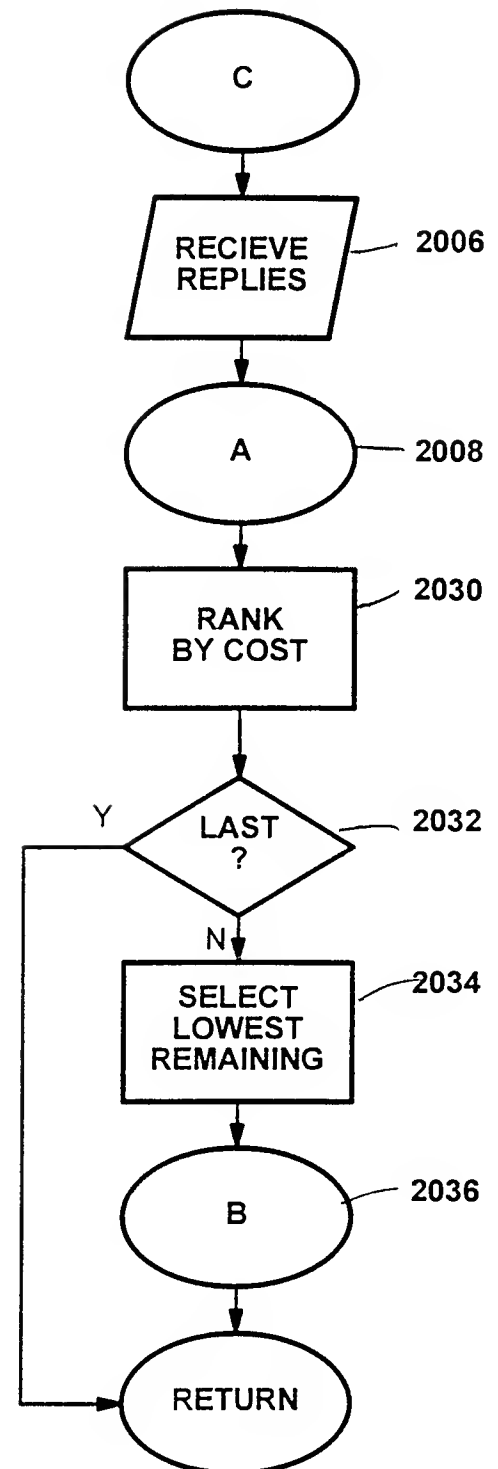 C
RECIEVE
REPLIES
2006
A
2008
RANK
BY COST
2030
LAST
?
2032
Y
N
SELECT
LOWEST
REMAINING
2034
B
2036
RETURN